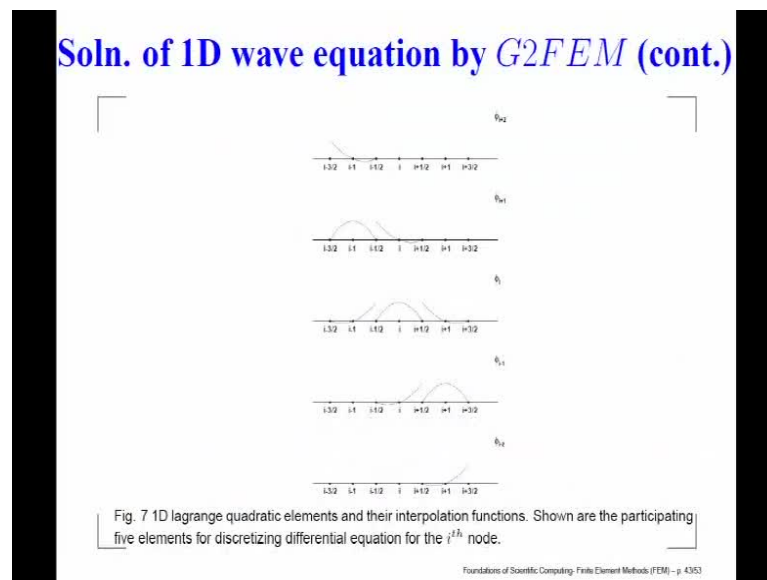 Soln. of 1D wave equation by G2FEM (cont.)
ϕi+2
i-3/2 i-1 i-1/2 i i+1/2 i+1 i+3/2
ϕi+1
i-3/2 i-1 i-1/2 i i+1/2 i+1 i+3/2
ϕi
i-3/2 i-1 i-1/2 i i+1/2 i+1 i+3/2
ϕi-1
i-3/2 i-1 i-1/2 i i+1/2 i+1 i+3/2
ϕi-2
i-3/2 i-1 i-1/2 i i+1/2 i+1 i+3/2
Fig. 7 1D lagrange quadratic elements and their interpolation functions. Shown are the participating
five elements for discretizing differential equation for the ith node.
Foundations of Scientific Computing- Finite Element Methods (FEM) – p. 43/53